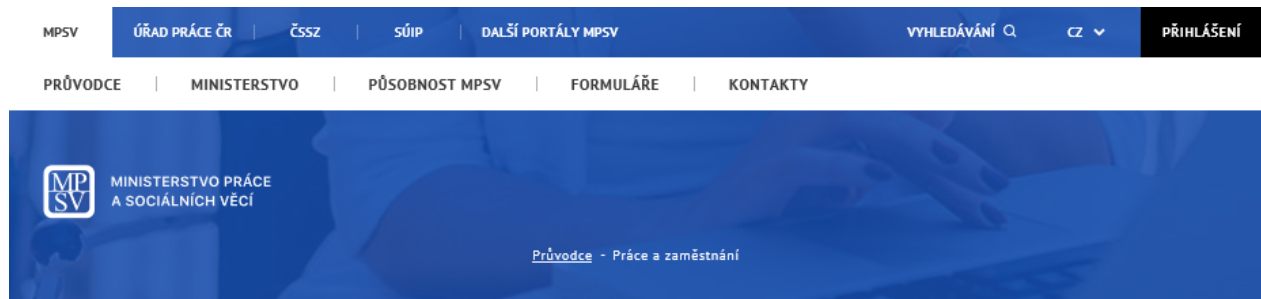 MPSV ÚŘAD PRÁCE ČR | ČSSZ | SÚIP | DALŠÍ PORTÁLY MPSV VYHLEDÁVÁNÍ CZ PŘIHLÁŠENÍ
PRŮVODCE | MINISTERSTVO | PŮSOBNOST MPSV | FORMULÁŘE | KONTAKTY
MP
SV
MINISTERSTVO PRÁCE
A SOCIÁLNÍCH VĚCÍ
Průvodce - Práce a zaměstnání